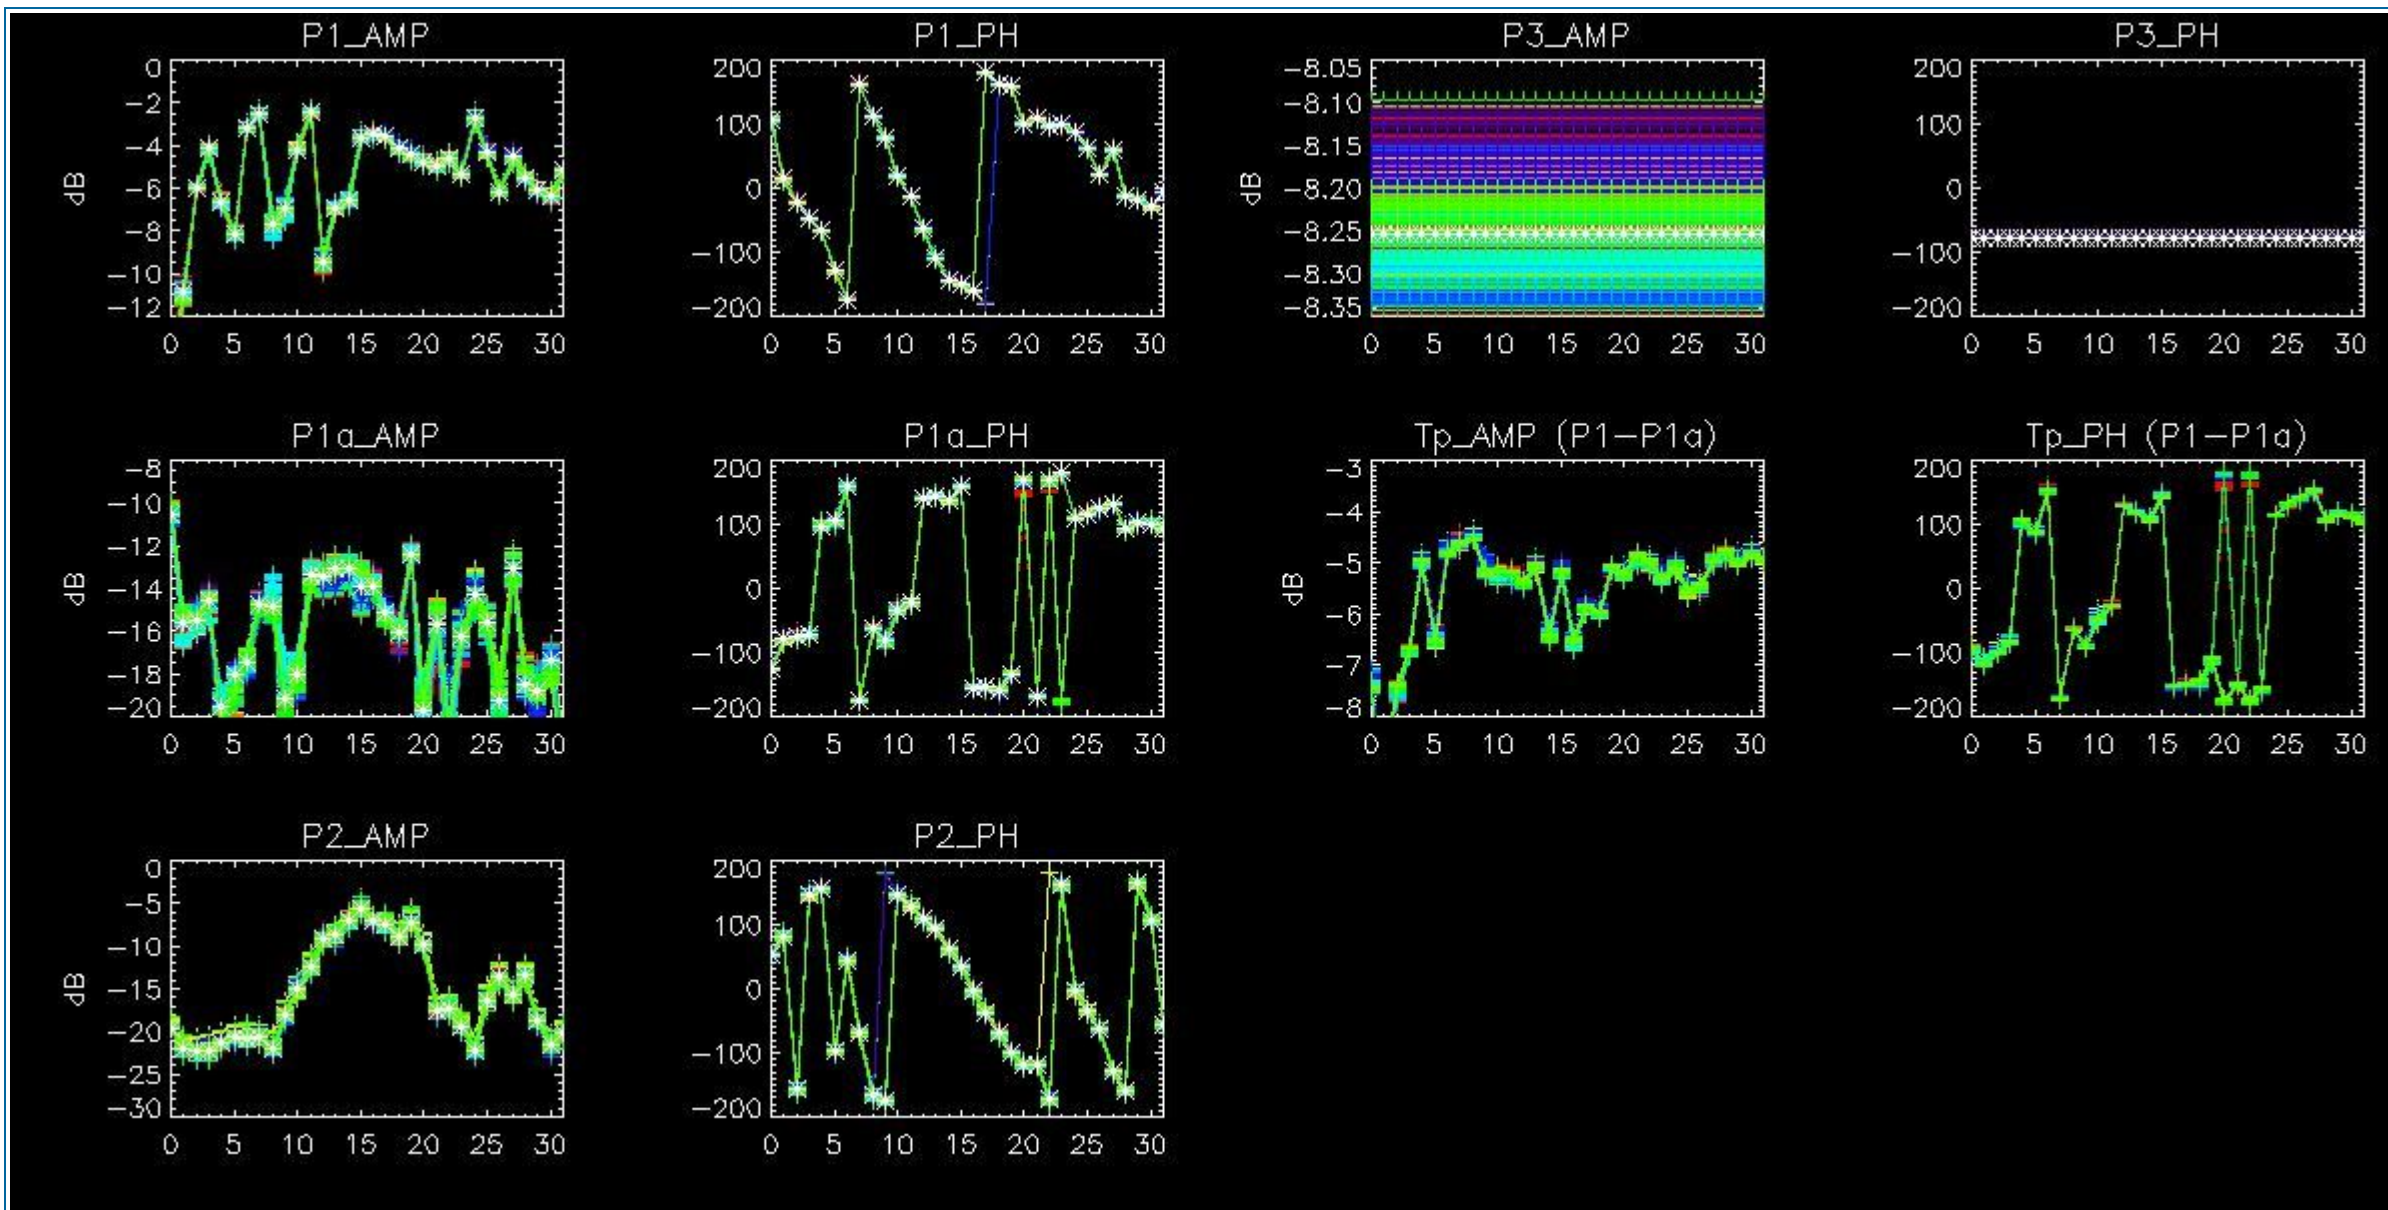 P1_AMP
0
−2
−4
−6
−8
−10
−12
dB
0 5 10 15 20 25 30
P1_PH
200
100
0
−100
−200
0 5 10 15 20 25 30
P3_AMP
−8.05
−8.10
−8.15
−8.20
−8.25
−8.30
−8.35
dB
0 5 10 15 20 25 30
P3_PH
200
100
0
−100
−200
0 5 10 15 20 25 30
P1a_AMP
−8
−10
−12
−14
−16
−18
−20
dB
0 5 10 15 20 25 30
P1a_PH
200
100
0
−100
−200
0 5 10 15 20 25 30
Tp_AMP (P1−P1a)
−3
−4
−5
−6
−7
−8
dB
0 5 10 15 20 25 30
Tp_PH (P1−P1a)
200
100
0
−100
−200
0 5 10 15 20 25 30
P2_AMP
0
−5
−10
−15
−20
−25
−30
dB
0 5 10 15 20 25 30
P2_PH
200
100
0
−100
−200
0 5 10 15 20 25 30